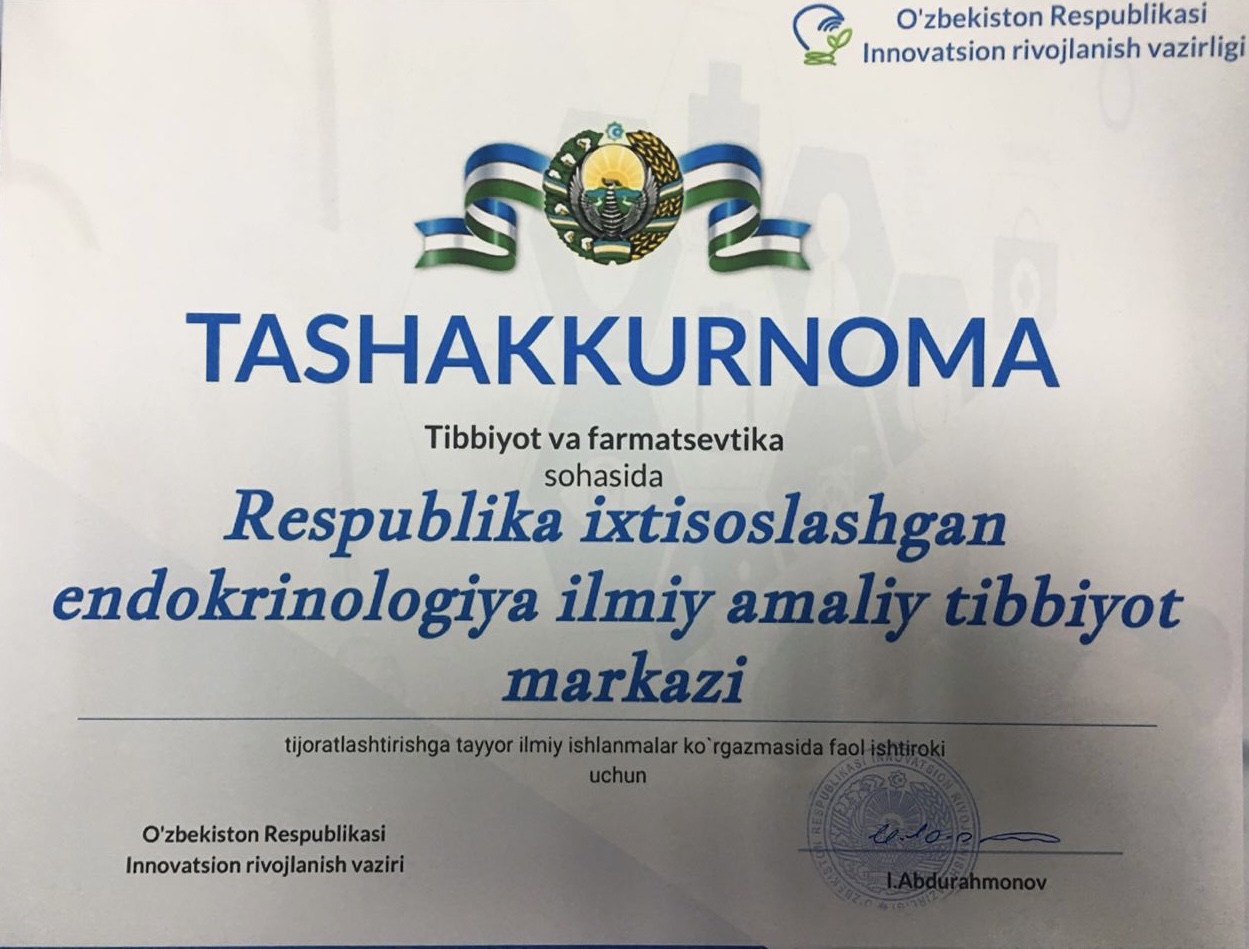 O'zbekiston Respublikasi
Innovatsion rivojlanish vazirligi
TASHAKKURNOMA
Tibbiyot va farmatsevtika
sohasida
Respublika ixtisoslashgan
endokrinologiya ilmiy amaliy tibbiyot
markazi
tijoratlashtirishga tayyor ilmiy ishlanmalar ko`rgazmasida faol ishtiroki
uchun
O'zbekiston Respublikasi
Innovatsion rivojlanish vaziri
I.Abdurahmonov